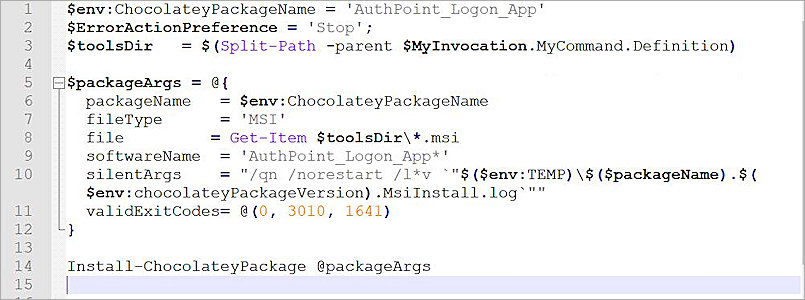 1 $env:ChocolateyPackageName = 'AuthPoint_Logon_App'
2 $ErrorActionPreference = 'Stop';
3 $toolsDir   = $(Split-Path -parent $MyInvocation.MyCommand.Definition)
4
5 $packageArgs = @{
6   packageName   = $env:ChocolateyPackageName
7   fileType      = 'MSI'
8   file         = Get-Item $toolsDir\*.msi
9   softwareName  = 'AuthPoint_Logon_App*'
10   silentArgs    = "/qn /norestart /l*v `"$($env:TEMP)\$($packageName).$(
$env:chocolateyPackageVersion).MsiInstall.log`""
11   validExitCodes= @(0, 3010, 1641)
12 }
13
14 Install-ChocolateyPackage @packageArgs
15